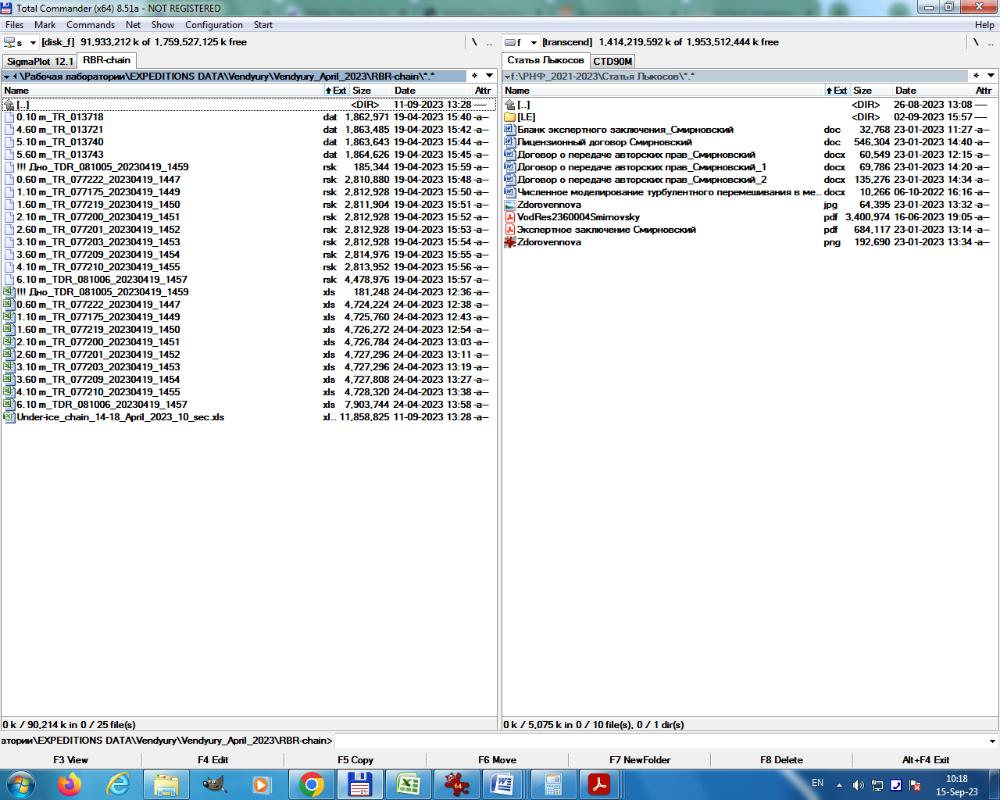 Total Commander (x64) 8.51a - NOT REGISTERED
Files Mark Commands Net Show Configuration Start Help
s [disk_f] 91,933,212 k of 1,759,527,125 k free \ ..
SigmaPlot 12.1 RBR-chain
\Рабочая лаборатории\EXPEDITIONS DATA\Vendyury\Vendyury_April_2023\RBR-chain\*.* *
Name Ext Size Date Attr
[..] <DIR> 11-09-2023 13:28 ----
0.10 m_TR_013718 dat 1,862,971 19-04-2023 15:40 -a--
4.60 m_TR_013721 dat 1,863,485 19-04-2023 15:42 -a--
5.10 m_TR_013740 dat 1,863,643 19-04-2023 15:44 -a--
5.60 m_TR_013743 dat 1,864,626 19-04-2023 15:45 -a--
!!! Дно_TDR_081005_20230419_1459 rsk 185,344 19-04-2023 15:59 -a--
0.60 m_TR_077222_20230419_1447 rsk 2,810,880 19-04-2023 15:48 -a--
1.10 m_TR_077175_20230419_1449 rsk 2,812,928 19-04-2023 15:50 -a--
1.60 m_TR_077219_20230419_1450 rsk 2,811,904 19-04-2023 15:51 -a--
2.10 m_TR_077200_20230419_1451 rsk 2,812,928 19-04-2023 15:52 -a--
2.60 m_TR_077201_20230419_1452 rsk 2,812,928 19-04-2023 15:53 -a--
3.10 m_TR_077203_20230419_1453 rsk 2,812,928 19-04-2023 15:54 -a--
3.60 m_TR_077209_20230419_1454 rsk 2,814,976 19-04-2023 15:55 -a--
4.10 m_TR_077210_20230419_1455 rsk 2,813,952 19-04-2023 15:56 -a--
6.10 m_TDR_081006_20230419_1457 rsk 4,478,976 19-04-2023 15:57 -a--
!!! Дно_TDR_081005_20230419_1459 xls 181,248 24-04-2023 12:36 -a--
0.60 m_TR_077222_20230419_1447 xls 4,724,224 24-04-2023 12:38 -a--
1.10 m_TR_077175_20230419_1449 xls 4,725,760 24-04-2023 12:43 -a--
1.60 m_TR_077219_20230419_1450 xls 4,726,272 24-04-2023 12:54 -a--
2.10 m_TR_077200_20230419_1451 xls 4,726,784 24-04-2023 13:03 -a--
2.60 m_TR_077201_20230419_1452 xls 4,727,296 24-04-2023 13:11 -a--
3.10 m_TR_077203_20230419_1453 xls 4,727,296 24-04-2023 13:19 -a--
3.60 m_TR_077209_20230419_1454 xls 4,727,808 24-04-2023 13:27 -a--
4.10 m_TR_077210_20230419_1455 xls 4,728,320 24-04-2023 13:38 -a--
6.10 m_TDR_081006_20230419_1457 xls 7,903,744 24-04-2023 13:58 -a--
Under-ice_chain_14-18_April_2023_10_sec.xls xl.. 11,858,825 11-09-2023 13:28 -a--
0 k / 90,214 k in 0 / 25 file(s)
f [transcend] 1,414,219,592 k of 1,953,512,444 k free \ ..
Статья Лыкосов CTD90M
f:\РНФ_2021-2023\Статья Лыкосов\*.* *
Name Ext Size Date Attr
[..] <DIR> 26-08-2023 13:08 ----
[LE] <DIR> 02-09-2023 15:57 ----
Бланк экспертного заключения_Смирновский doc 32,768 23-01-2023 11:27 -a--
Лицензионный договор Смирновский doc 546,304 23-01-2023 14:40 -a--
Договор о передаче авторских прав_Смирновский docx 60,549 23-01-2023 12:15 -a--
Договор о передаче авторских прав_Смирновский_1 docx 69,786 23-01-2023 14:20 -a--
Договор о передаче авторских прав_Смирновский_2 docx 135,276 23-01-2023 14:34 -a--
Численное моделирование турбулентного перемешивания в ме.. docx 10,266 06-10-2022 16:16 -a--
Zdorovennova jpg 64,395 23-01-2023 13:32 -a--
VodRes2360004Smirnovsky pdf 3,400,974 16-06-2023 19:05 -a--
Экспертное заключение Смирновский pdf 684,117 23-01-2023 13:14 -a--
Zdorovennova png 192,690 23-01-2023 13:34 -a--
0 k / 5,075 k in 0 / 10 file(s), 0 / 1 dir(s)
атории\EXPEDITIONS DATA\Vendyury\Vendyury_April_2023\RBR-chain>
F3 View F4 Edit F5 Copy F6 Move F7 NewFolder F8 Delete Alt+F4 Exit
64
64
EN
10:18
15-Sep-23